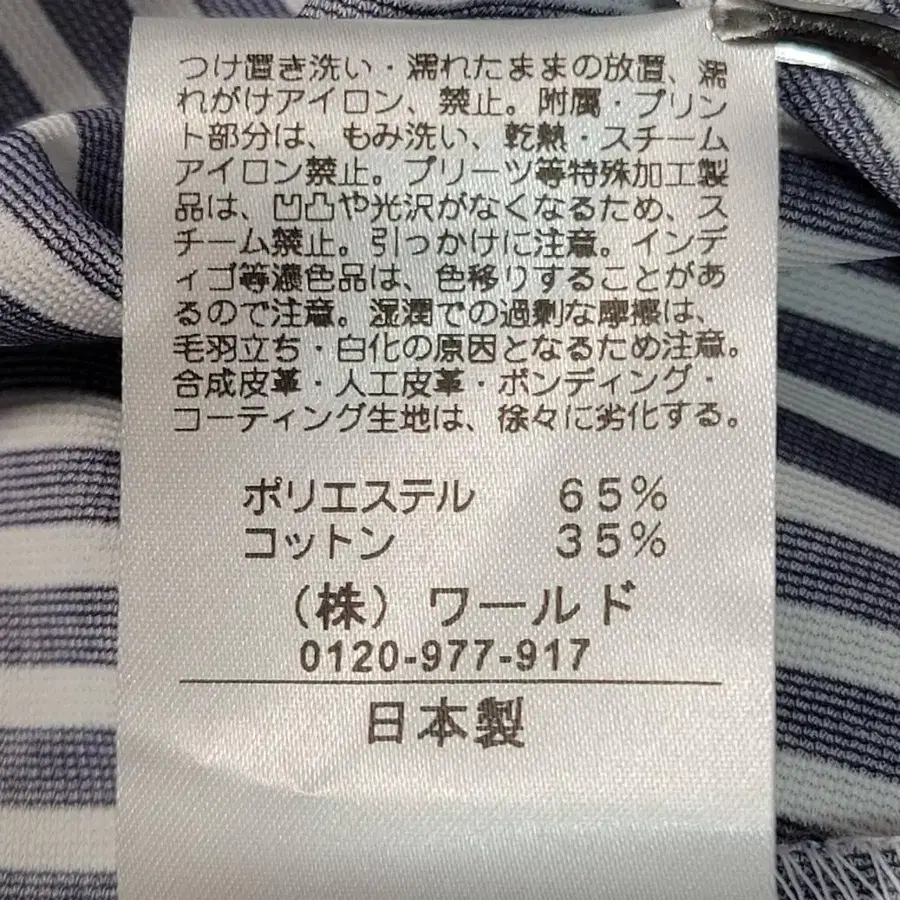 つけ置き洗い・濡れたままの放置、濡
れがけアイロン、禁止。附属・プリン
ト部分は、もみ洗い、乾熱・スチーム
アイロン禁止。プリーツ等特殊加工製
品は、凹凸や光沢がなくなるため、ス
チーム禁止。引っかけに注意。インデ
ィゴ等濃色品は、色移りすることがあ
るので注意。湿潤での過剰な摩擦は、
毛羽立ち・白化の原因となるため注意。
合成皮革・人工皮革・ボンディング・
コーティング生地は、徐々に劣化する。
ポリエステル 65%
コットン 35%
(株) ワールド
0120-977-917
日本製